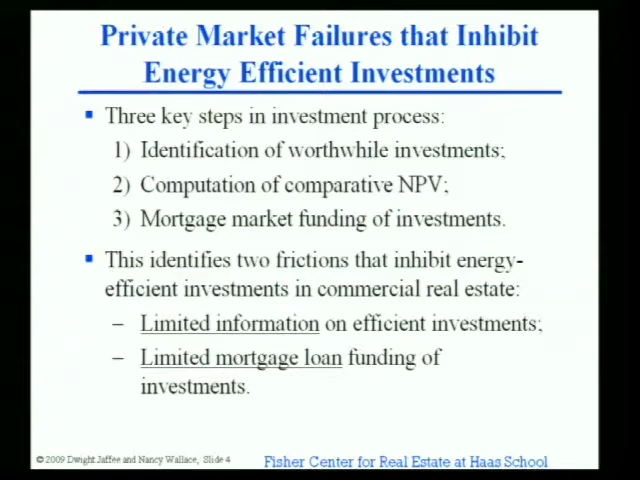 Private Market Failures that Inhibit
Energy Efficient Investments
▪ Three key steps in investment process:
1) Identification of worthwhile investments;
2) Computation of comparative NPV;
3) Mortgage market funding of investments.
▪ This identifies two frictions that inhibit energy-
efficient investments in commercial real estate:
– Limited information on efficient investments;
– Limited mortgage loan funding of
investments.
© 2009 Dwight Jaffee and Nancy Wallace, Slide 4
Fisher Center for Real Estate at Haas School